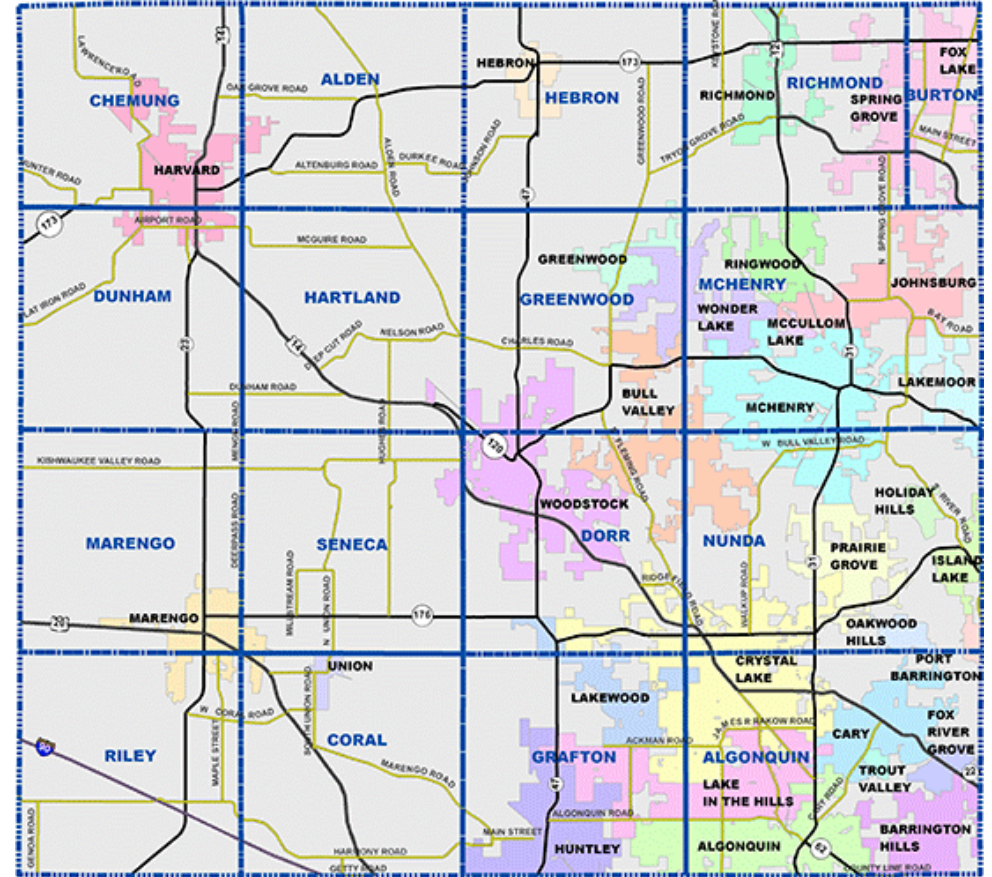 14
KEYSTONE RD
12
LAWRENCE ROAD
HEBRON
173
FOX
LAKE
ALDEN
CHEMUNG
OAK GROVE ROAD
HEBRON
RICHMOND
RICHMOND
SPRING
GROVE
BURTON
GREENWOOD ROAD
TRYON GROVE ROAD
MAIN STREET
ALDEN ROAD
DURKEE ROAD
ALTENBURG ROAD
HARVARD
HUNTER ROAD
47
N SPRING GROVE ROAD
173
AIRPORT ROAD
MCGUIRE ROAD
GREENWOOD
RINGWOOD
MCHENRY
JOHNSBURG
FLAT IRON ROAD
DUNHAM
HARTLAND
GREENWOOD
WONDER
LAKE
MCCULLOM
LAKE
BAY ROAD
DEEP CUT ROAD
NELSON ROAD
CHARLES ROAD
23
14
31
DUNHAM ROAD
BULL
VALLEY
MCHENRY
LAKEMOOR
MENGE ROAD
HUGHES ROAD
120
W BULL VALLEY ROAD
KISHWAUKEE VALLEY ROAD
FLEMING ROAD
HOLIDAY
HILLS
RIVER ROAD
DEERPASS ROAD
WOODSTOCK
MARENGO
SENECA
DORR
NUNDA
PRAIRIE
GROVE
ISLAND
LAKE
31
MILLSTREAM ROAD
N UNION ROAD
RIDGEFIELD ROAD
WALKUP ROAD
20
MARENGO
176
OAKWOOD
HILLS
UNION
CRYSTAL
LAKE
PORT
BARRINGTON
LAKEWOOD
W CORAL ROAD
SOUTH UNION ROAD
JAMES R RAKOW ROAD
FOX
RIVER
GROVE
CARY
90
RILEY
MAPLE STREET
CORAL
ACKMAN ROAD
GRAFTON
ALGONQUIN
MARENGO ROAD
LAKE
IN THE HILLS
TROUT
VALLEY
22
47
ALGONQUIN ROAD
CARY ROAD
GENOA ROAD
MAIN STREET
BARRINGTON
HILLS
HARMONY ROAD
HUNTLEY
ALGONQUIN
62
GETTY ROAD
COUNTY LINE ROAD